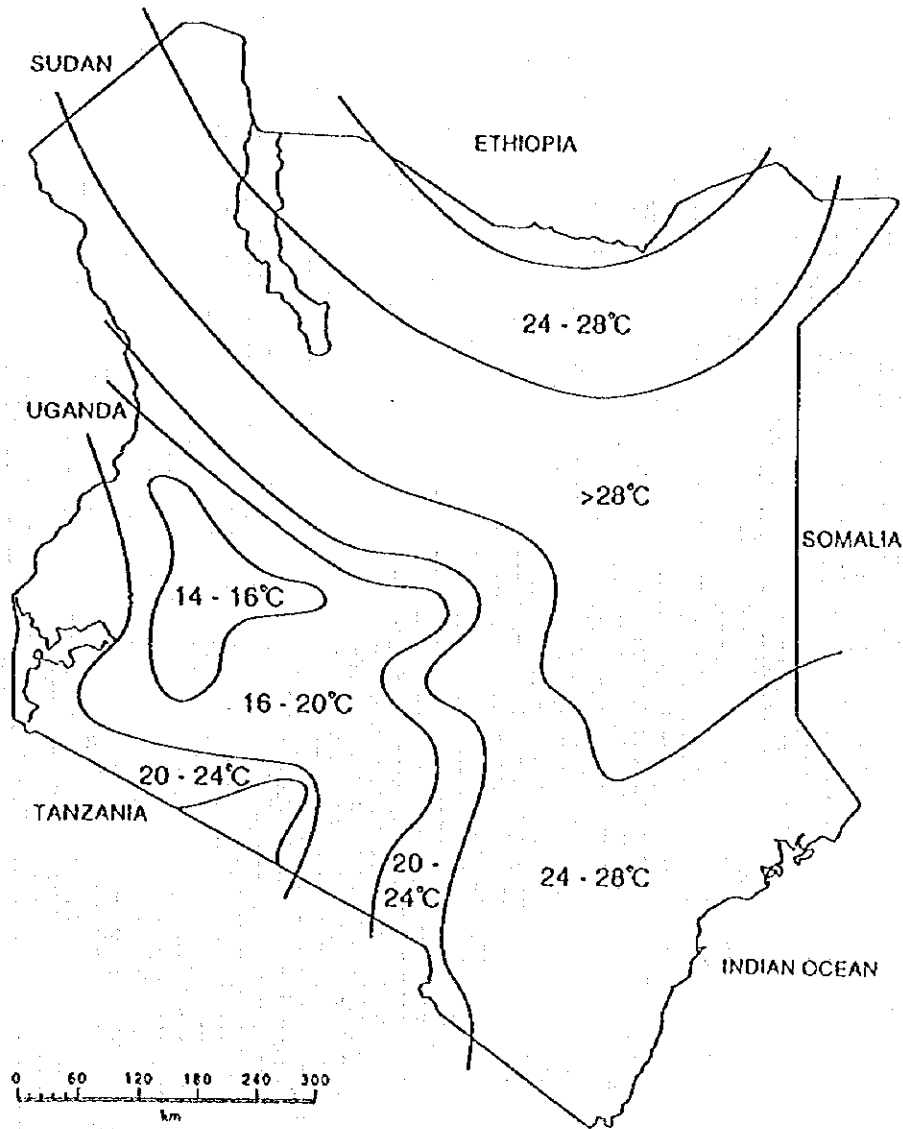 SUDAN
ETHIOPIA
24 - 28°C
UGANDA
>28°C
SOMALIA
14 - 16°C
16 - 20°C
20 - 24°C
TANZANIA
20 -
24°C
24 - 28°C
INDIAN OCEAN
0 60 120 180 240 300
km